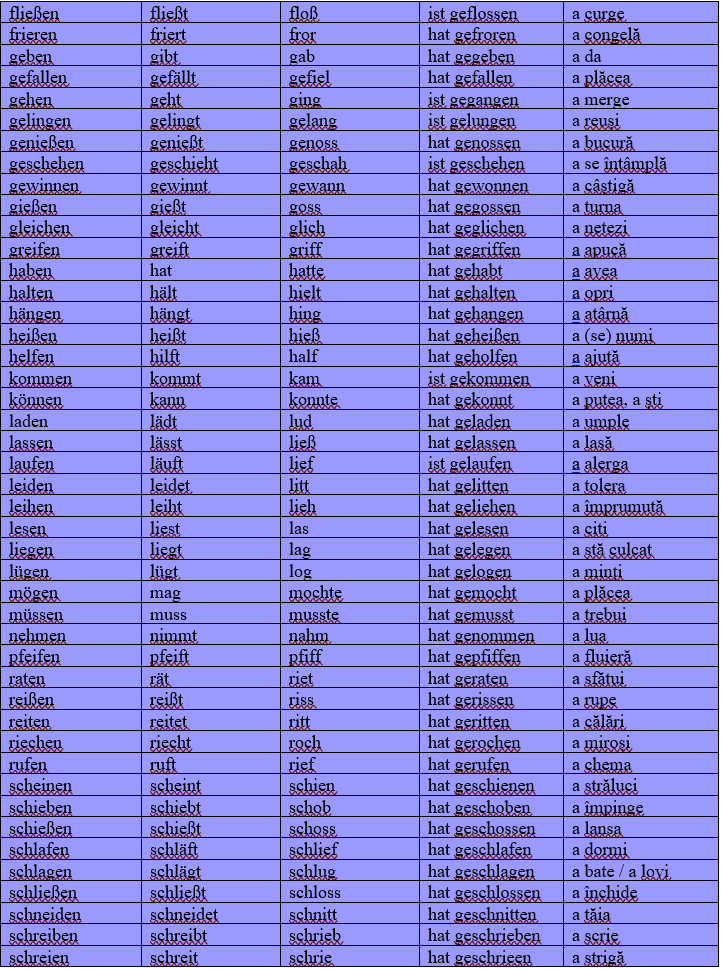 fließen fließt floß ist geflossen a curge
frieren friert fror hat gefroren a congelă
geben gibt gab hat gegeben a da
gefallen gefällt gefiel hat gefallen a plăcea
gehen geht ging ist gegangen a merge
gelingen gelingt gelang ist gelungen a reuşi
genießen genießt genoss hat genossen a bucură
geschehen geschieht geschah ist geschehen a se întâmplă
gewinnen gewinnt gewann hat gewonnen a câştigă
gießen gießt goss hat gegossen a turna
gleichen gleicht glich hat geglichen a netezi
greifen greift griff hat gegriffen a apucă
haben hat hatte hat gehabt a avea
halten hält hielt hat gehalten a opri
hängen hängt hing hat gehangen a atârnă
heißen heißt hieß hat geheißen a (se) numi
helfen hilft half hat geholfen a ajută
kommen kommt kam ist gekommen a veni
können kann konnte hat gekonnt a putea, a şti
laden lädt lud hat geladen a umple
lassen lässt ließ hat gelassen a lasă
laufen läuft lief ist gelaufen a alerga
leiden leidet litt hat gelitten a tolera
leihen leiht lieh hat geliehen a împrumută
lesen liest las hat gelesen a citi
liegen liegt lag hat gelegen a stă culcat
lügen lügt log hat gelogen a minţi
mögen mag mochte hat gemocht a plăcea
müssen muss musste hat gemusst a trebui
nehmen nimmt nahm hat genommen a lua
pfeifen pfeift pfiff hat gepfiffen a fluieră
raten rät riet hat geraten a sfătui
reißen reißt riss hat gerissen a rupe
reiten reitet ritt hat geritten a călări
riechen riecht roch hat gerochen a mirosi
rufen ruft rief hat gerufen a chema
scheinen scheint schien hat geschienen a străluci
schieben schiebt schob hat geschoben a împinge
schießen schießt schoss hat geschossen a lansa
schlafen schläft schlief hat geschlafen a dormi
schlagen schlägt schlug hat geschlagen a bate / a lovi
schließen schließt schloss hat geschlossen a închide
schneiden schneidet schnitt hat geschnitten a tăia
schreiben schreibt schrieb hat geschrieben a scrie
schreien schreit schrie hat geschrieen a strigă